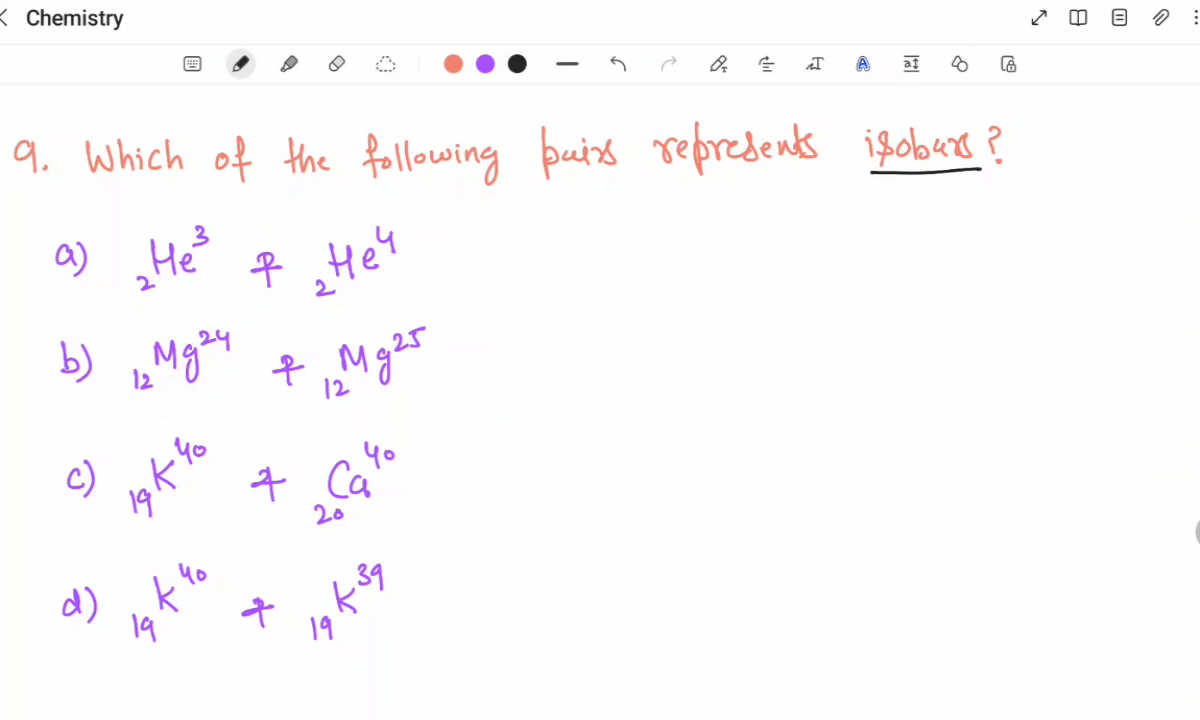 Chemistry
9. Which of the following pairs represents isobars?
a) ₂He³ & ₂He⁴
b) ₁₂Mg²⁴ & ₁₂Mg²⁵
c) ₁₉K⁴⁰ & ₂₀Ca⁴⁰
d) ₁₉K⁴⁰ & ₁₉K³⁹